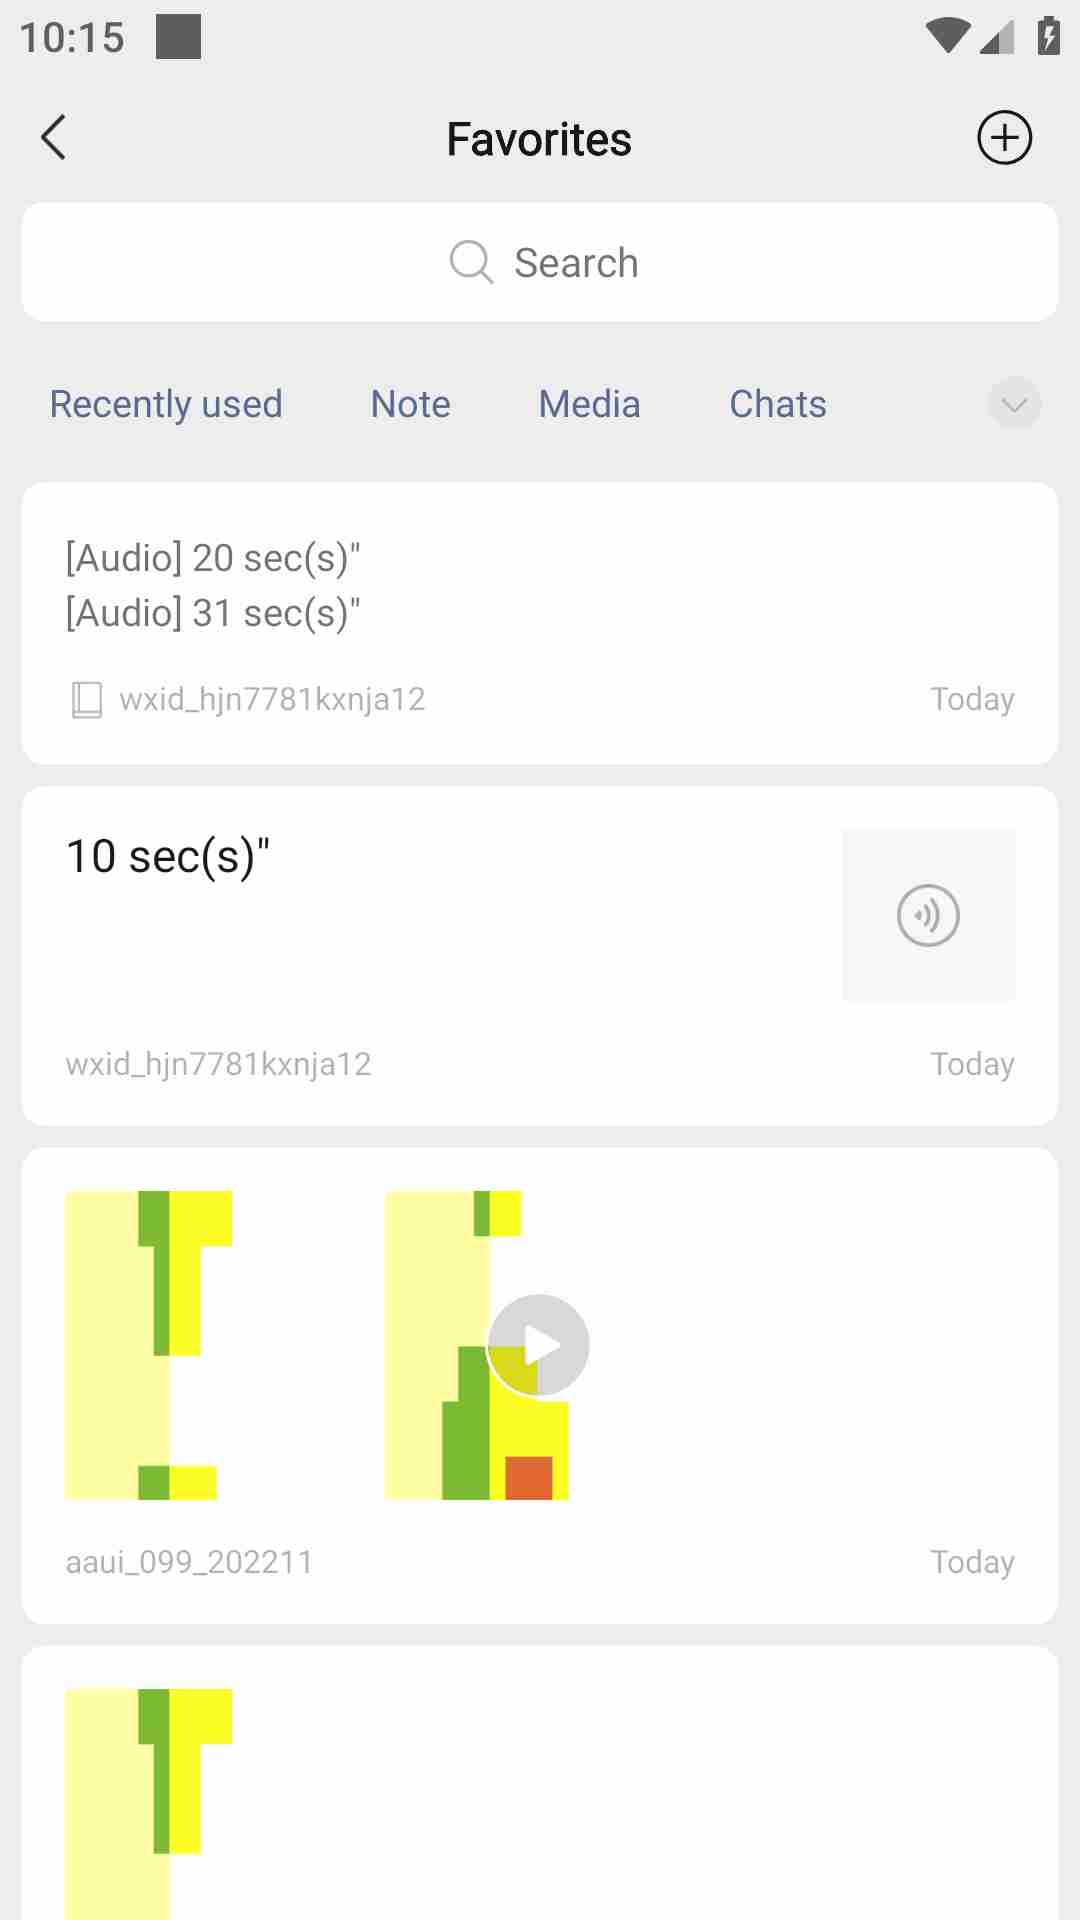 10:15
Favorites
Search
Recently used Note Media Chats
[Audio] 20 sec(s)"
[Audio] 31 sec(s)"
wxid_hjn7781kxnja12 Today
10 sec(s)"
wxid_hjn7781kxnja12 Today
aaui_099_202211 Today